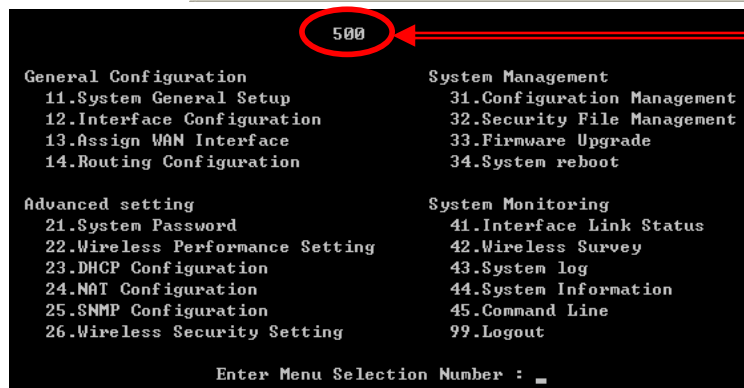 500
General Configuration
11.System General Setup
12.Interface Configuration
13.Assign WAN Interface
14.Routing Configuration
System Management
31.Configuration Management
32.Security File Management
33.Firmware Upgrade
34.System reboot
Advanced setting
21.System Password
22.Wireless Performance Setting
23.DHCP Configuration
24.NAT Configuration
25.SNMP Configuration
26.Wireless Security Setting
System Monitoring
41.Interface Link Status
42.Wireless Survey
43.System log
44.System Information
45.Command Line
99.Logout
Enter Menu Selection Number : _